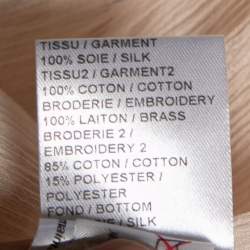 TISSU / GARMENT
100% SOIE / SILK
TISSU2 / GARMENT2
100% COTON / COTTON
BRODERIE / EMBROIDERY
100% LAITON / BRASS
BRODERIE 2 /
EMBROIDERY 2
85% COTON / COTTON
15% POLYESTER /
POLYESTER
FOND / BOTTOM
/ SILK